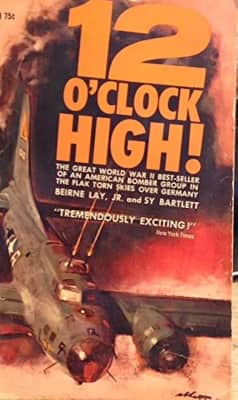 75¢
12
O'CLOCK
HIGH!
THE GREAT WORLD WAR II BEST-SELLER
OF AN AMERICAN BOMBER GROUP IN
THE FLAK TORN SKIES OVER GERMANY
BEIRNE LAY, JR. AND SY BARTLETT
"TREMENDOUSLY EXCITING!"
New York Times